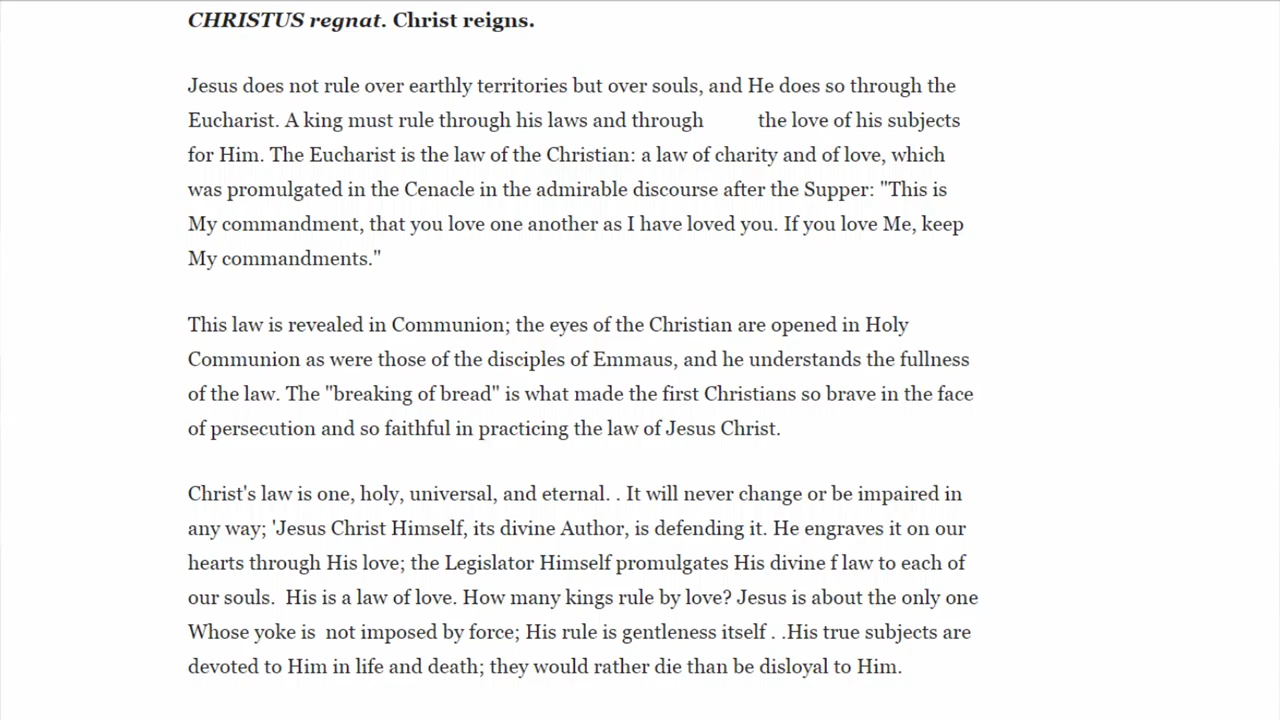 CHRISTUS regnat. Christ reigns.
Jesus does not rule over earthly territories but over souls, and He does so through the
Eucharist. A king must rule through his laws and through the love of his subjects
for Him. The Eucharist is the law of the Christian: a law of charity and of love, which
was promulgated in the Cenacle in the admirable discourse after the Supper: "This is
My commandment, that you love one another as I have loved you. If you love Me, keep
My commandments."
This law is revealed in Communion; the eyes of the Christian are opened in Holy
Communion as were those of the disciples of Emmaus, and he understands the fullness
of the law. The "breaking of bread" is what made the first Christians so brave in the face
of persecution and so faithful in practicing the law of Jesus Christ.
Christ's law is one, holy, universal, and eternal. . It will never change or be impaired in
any way; 'Jesus Christ Himself, its divine Author, is defending it. He engraves it on our
hearts through His love; the Legislator Himself promulgates His divine f law to each of
our souls.  His is a law of love. How many kings rule by love? Jesus is about the only one
Whose yoke is  not imposed by force; His rule is gentleness itself . .His true subjects are
devoted to Him in life and death; they would rather die than be disloyal to Him.